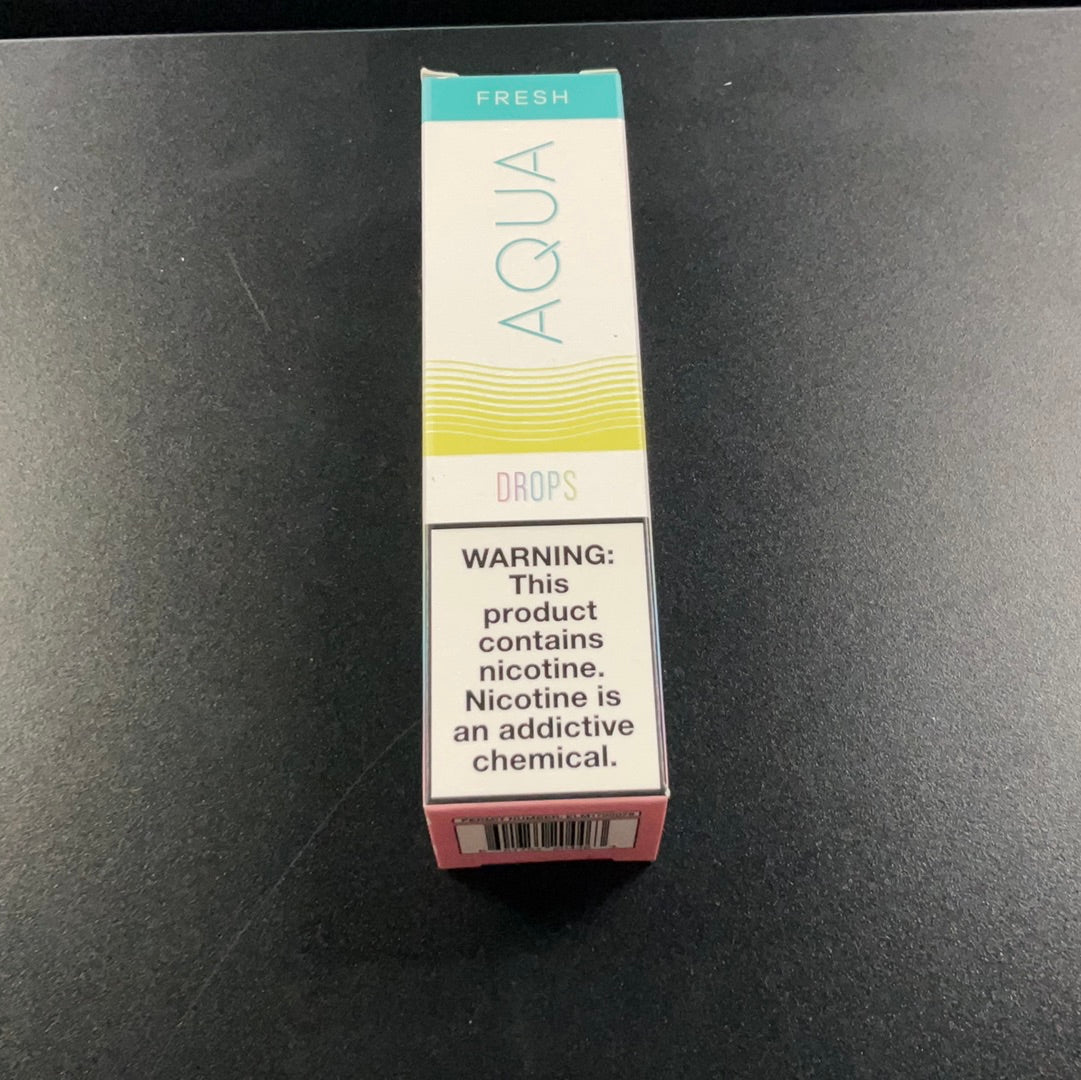 FRESH
AQUA
DROPS
WARNING:
This
product
contains
nicotine.
Nicotine is
an addictive
chemical.